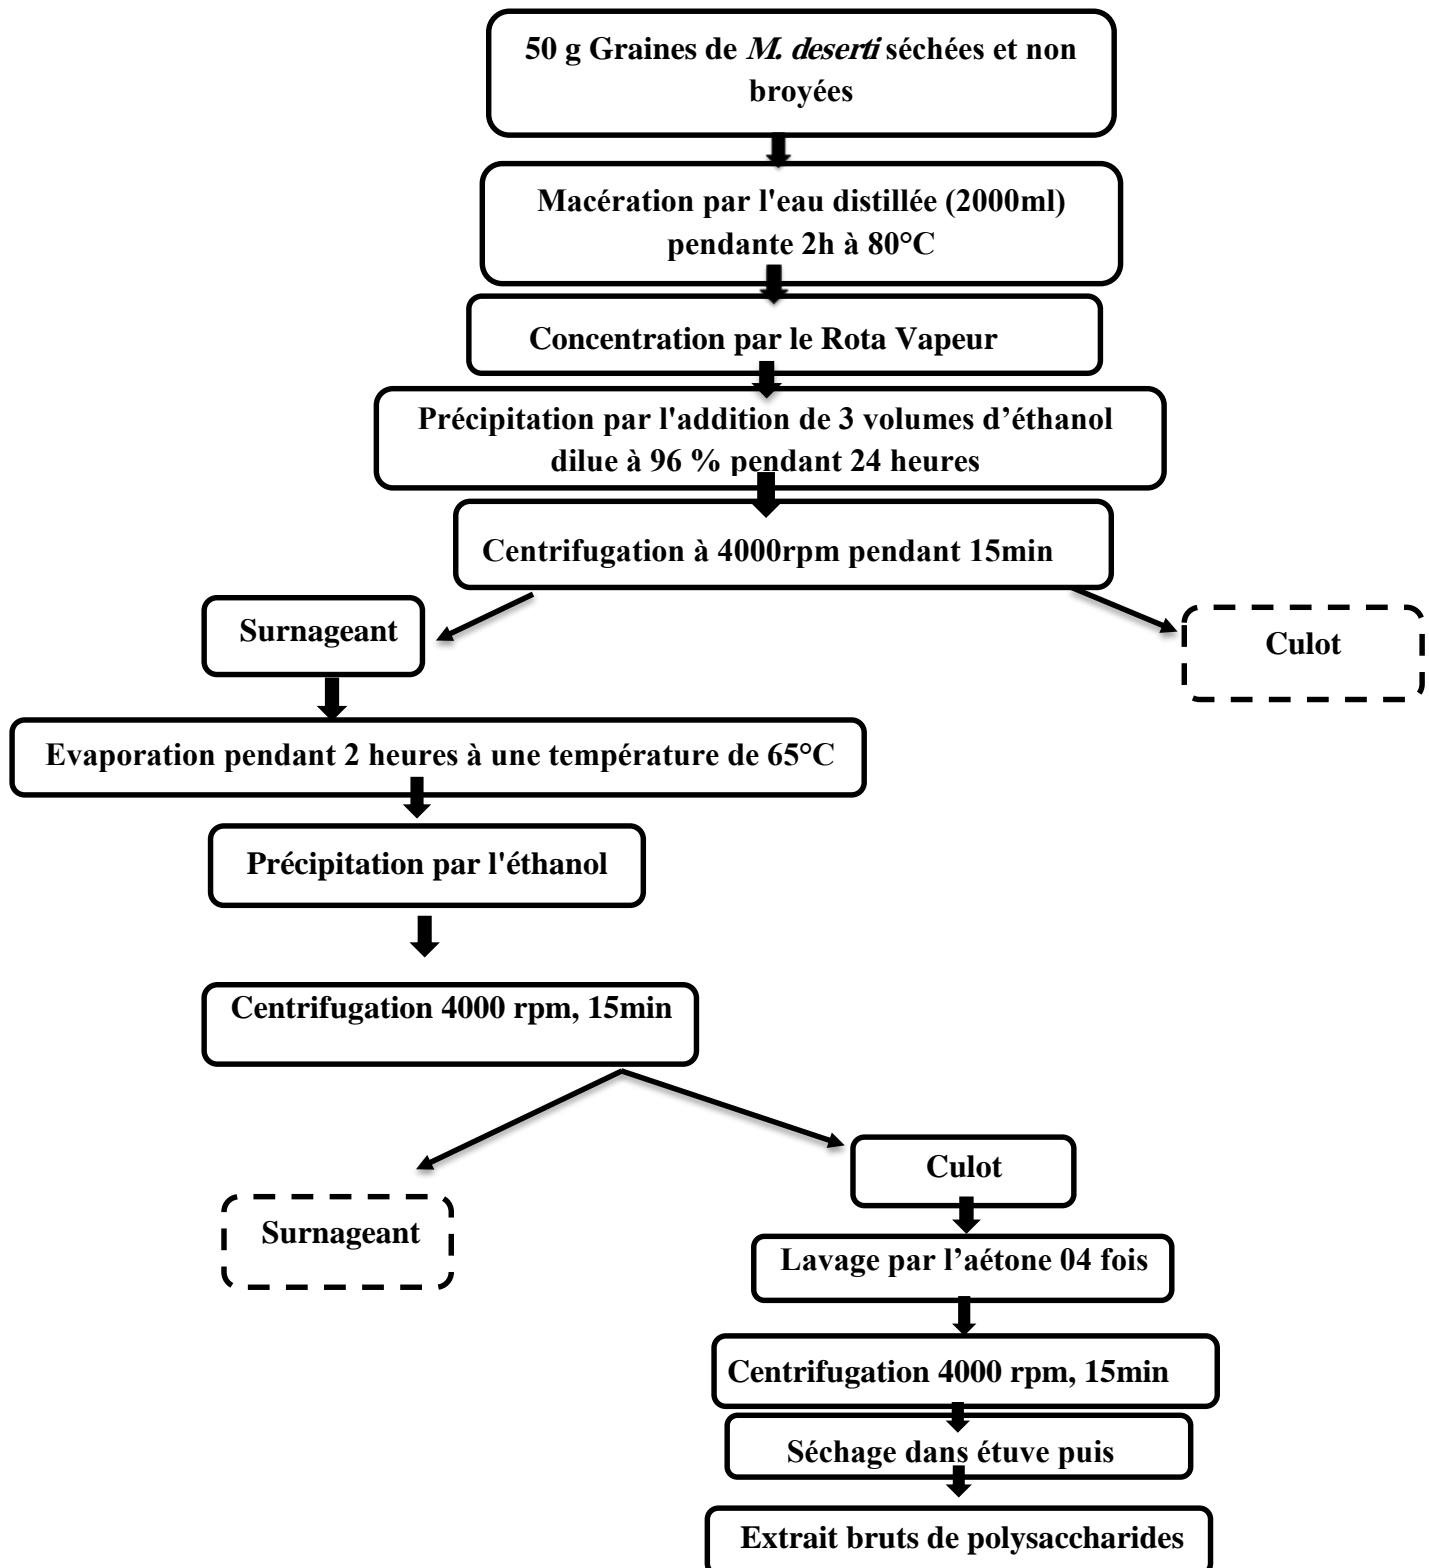 50 g Graines de M. deserti séchées et non
broyées
Macération par l'eau distillée (2000ml)
pendante 2h à 80°C
Concentration par le Rota Vapeur
Précipitation par l'addition de 3 volumes d’éthanol
dilue à 96 % pendant 24 heures
Centrifugation à 4000rpm pendant 15min
Surnageant
Culot
Evaporation pendant 2 heures à une température de 65°C
Précipitation par l'éthanol
Centrifugation 4000 rpm, 15min
Culot
Surnageant
Lavage par l’aétone 04 fois
Centrifugation 4000 rpm, 15min
Séchage dans étuve puis
Extrait bruts de polysaccharides